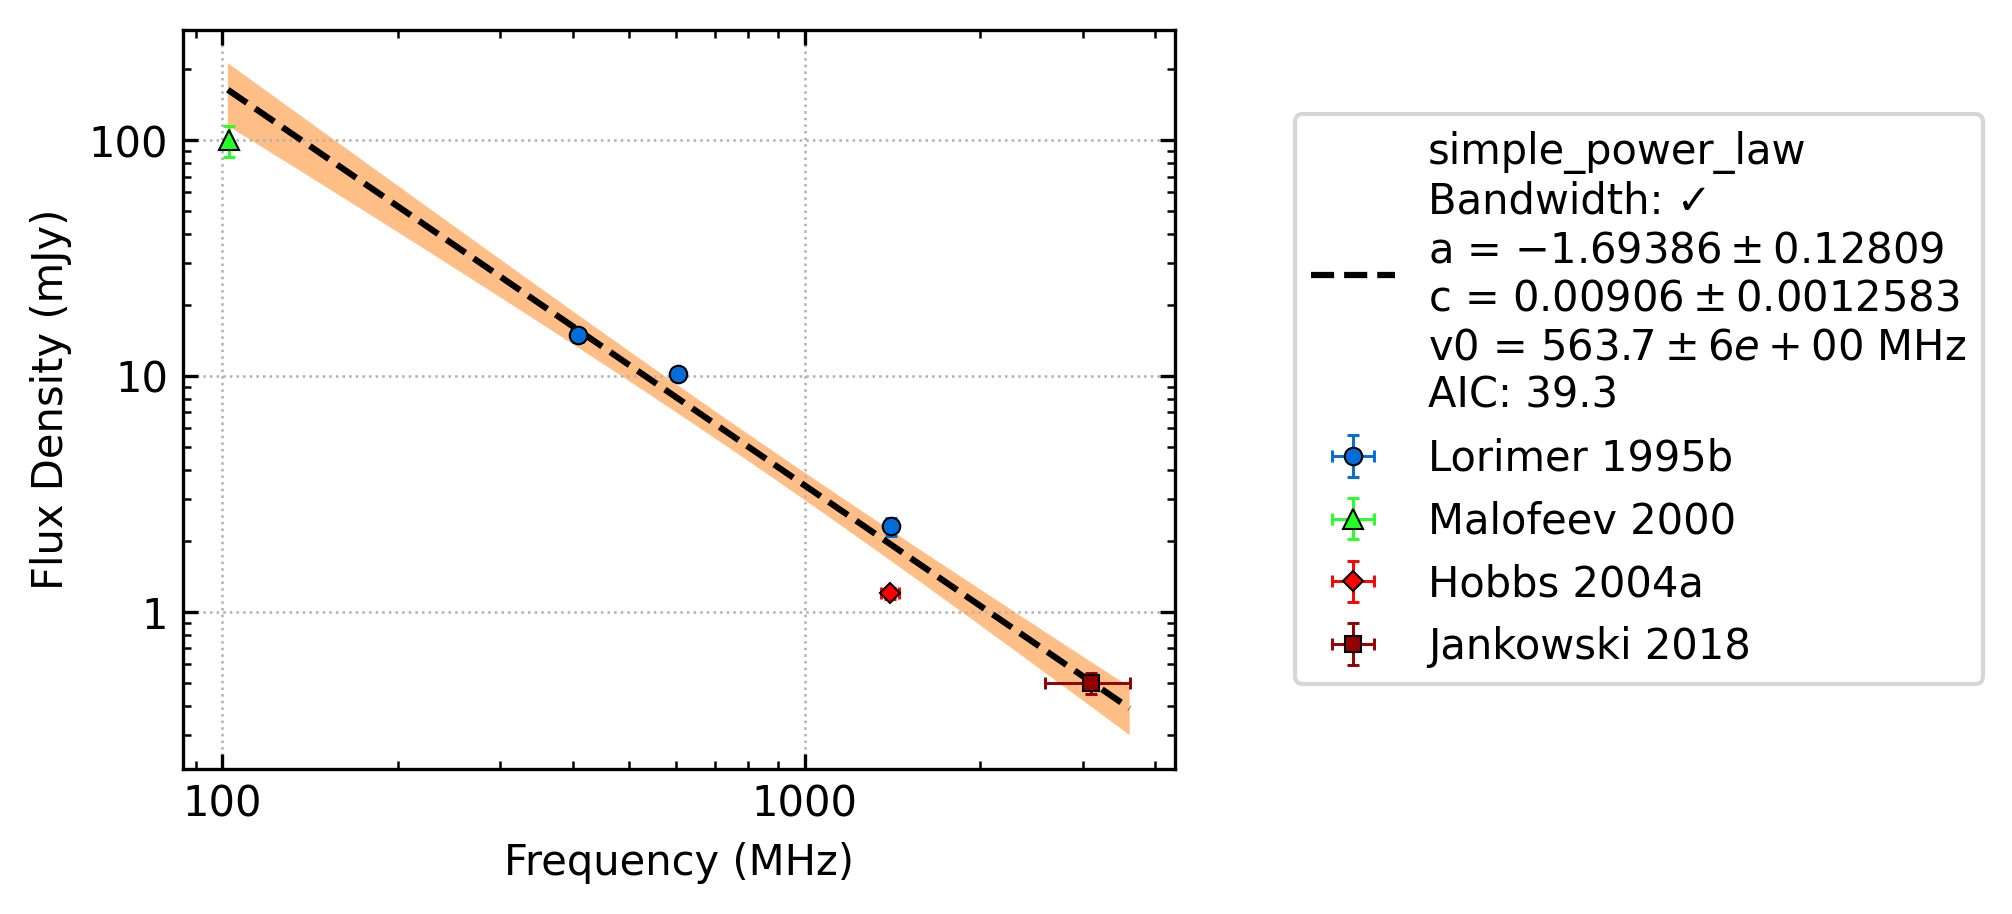 100
10
1
Flux Density (mJy)
100
1000
Frequency (MHz)
simple_power_law
Bandwidth: ✓
a = −1.69386 ± 0.12809
c = 0.00906 ± 0.0012583
v0 = 563.7 ± 6e + 00 MHz
AIC: 39.3
Lorimer 1995b
Malofeev 2000
Hobbs 2004a
Jankowski 2018